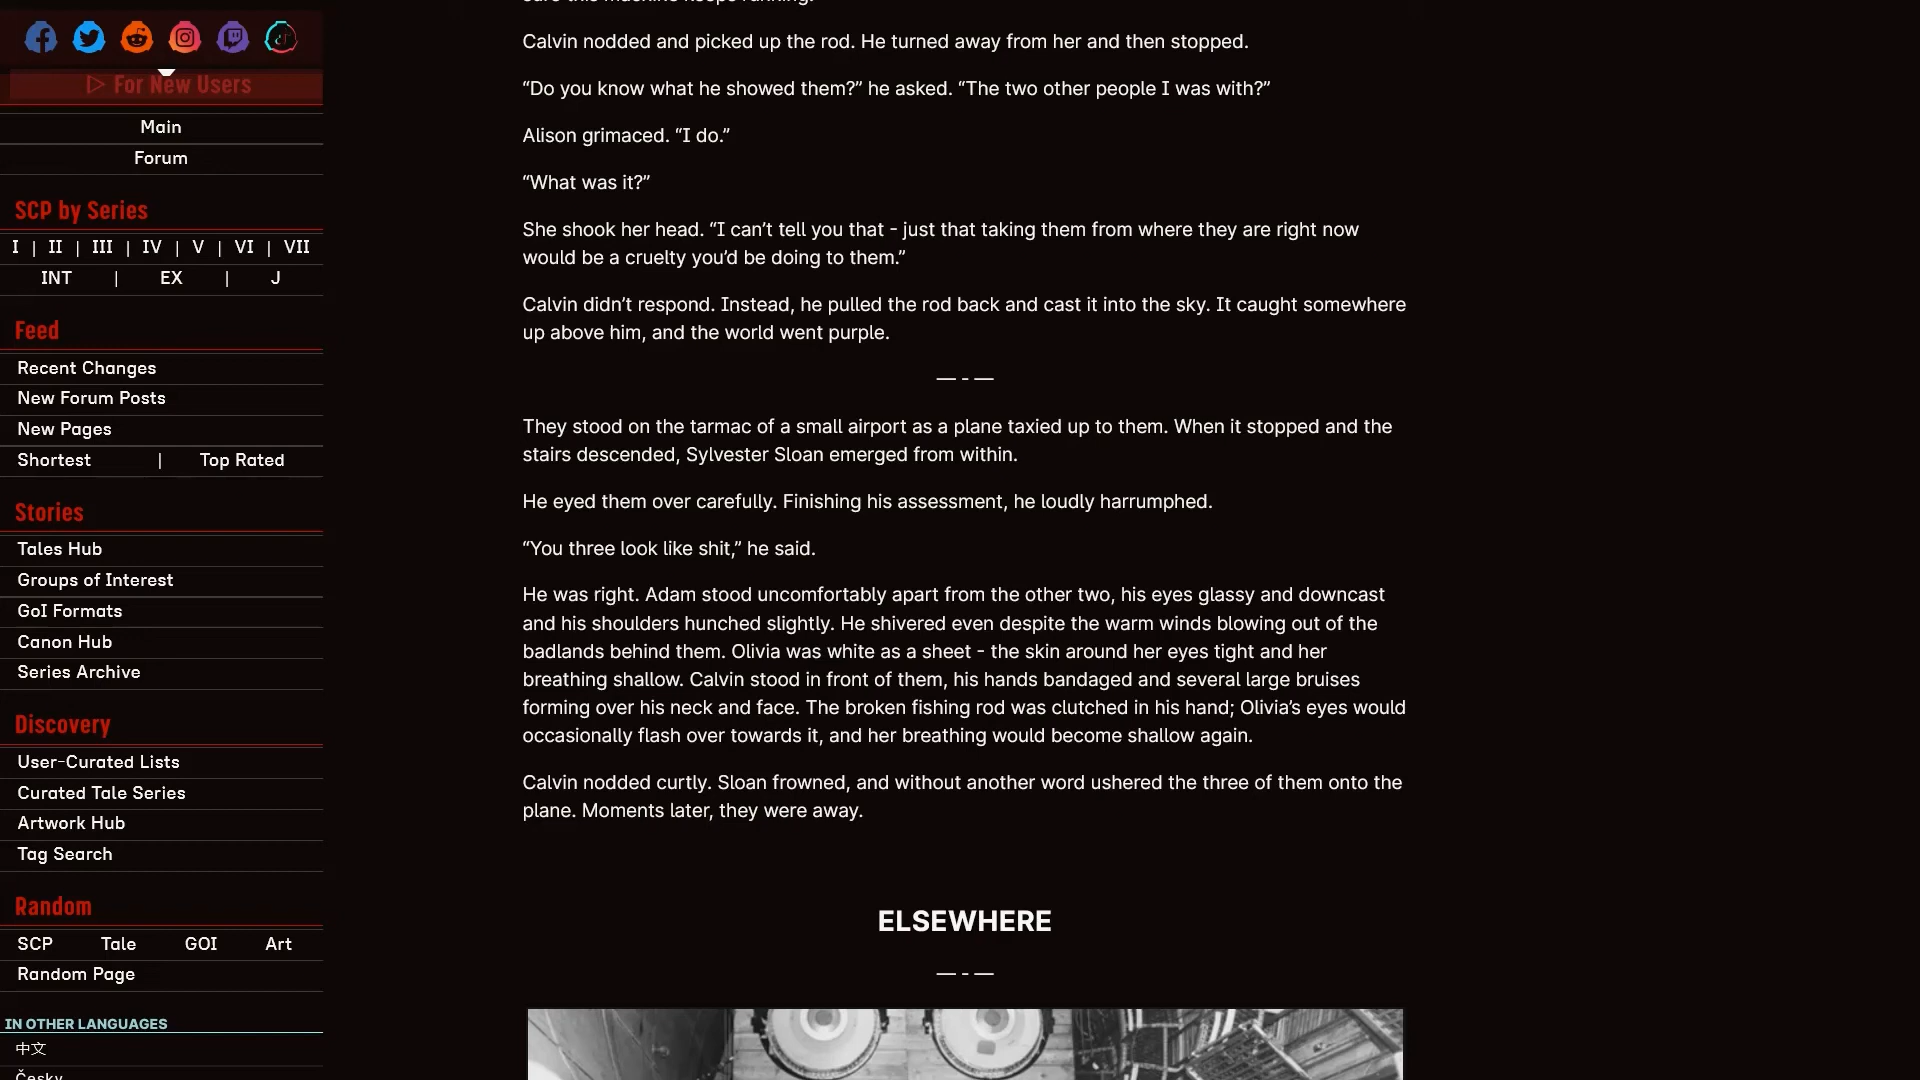 ▷ For New Users
Main
Forum
SCP by Series
I | II | III | IV | V | VI | VII
INT | EX | J
Feed
Recent Changes
New Forum Posts
New Pages
Shortest | Top Rated
Stories
Tales Hub
Groups of Interest
GoI Formats
Canon Hub
Series Archive
Discovery
User-Curated Lists
Curated Tale Series
Artwork Hub
Tag Search
Random
SCP Tale GOI Art
Random Page
IN OTHER LANGUAGES
中文
Česky
sure this machine keeps running.
Calvin nodded and picked up the rod. He turned away from her and then stopped.
“Do you know what he showed them?” he asked. “The two other people I was with?”
Alison grimaced. “I do.”
“What was it?”
She shook her head. “I can’t tell you that - just that taking them from where they are right now
would be a cruelty you’d be doing to them.”
Calvin didn’t respond. Instead, he pulled the rod back and cast it into the sky. It caught somewhere
up above him, and the world went purple.
— - —
They stood on the tarmac of a small airport as a plane taxied up to them. When it stopped and the
stairs descended, Sylvester Sloan emerged from within.
He eyed them over carefully. Finishing his assessment, he loudly harrumphed.
“You three look like shit,” he said.
He was right. Adam stood uncomfortably apart from the other two, his eyes glassy and downcast
and his shoulders hunched slightly. He shivered even despite the warm winds blowing out of the
badlands behind them. Olivia was white as a sheet - the skin around her eyes tight and her
breathing shallow. Calvin stood in front of them, his hands bandaged and several large bruises
forming over his neck and face. The broken fishing rod was clutched in his hand; Olivia’s eyes would
occasionally flash over towards it, and her breathing would become shallow again.
Calvin nodded curtly. Sloan frowned, and without another word ushered the three of them onto the
plane. Moments later, they were away.
ELSEWHERE
— - —